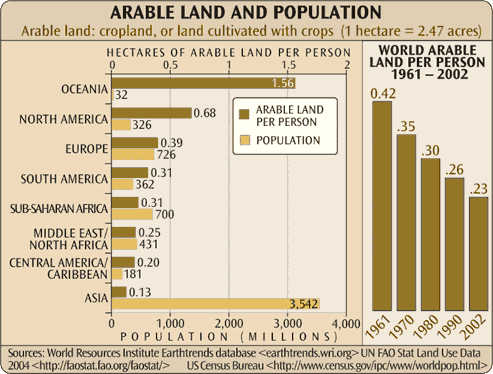 ARABLE LAND AND POPULATION
Arable land: cropland, or land cultivated with crops (1 hectare = 2.47 acres)
HECTARES OF ARABLE LAND PER PERSON
0 0.5 1 1.5 2
OCEANIA 1.56
32
NORTH AMERICA 0.68
326
EUROPE 0.39
726
SOUTH AMERICA 0.31
362
SUB-SAHARAN AFRICA 0.31
700
MIDDLE EAST/ 0.25
NORTH AFRICA 431
CENTRAL AMERICA/ 0.20
CARIBBEAN 181
ASIA 0.13
3,542
0 1,000 2,000 3,000 4,000
POPULATION (MILLIONS)
ARABLE LAND
PER PERSON
POPULATION
WORLD ARABLE
LAND PER PERSON
1961 – 2002
0.42
0.35
0.30
0.26
0.23
1961 1970 1980 1990 2002
Sources: World Resources Institute Earthtrends database <earthtrends.wri.org> UN FAO Stat Land Use Data
2004 <http://faostat.fao.org/faostat/> US Census Bureau <http://www.census.gov/ipc/www/worldpop.html>